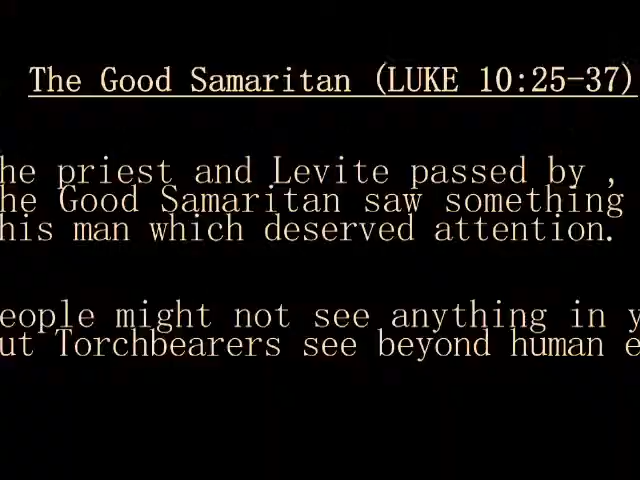 The Good Samaritan (LUKE 10:25-37)
he priest and Levite passed by ,
he Good Samaritan saw something
his man which deserved attention.
eople might not see anything in y
ut Torchbearers see beyond human e